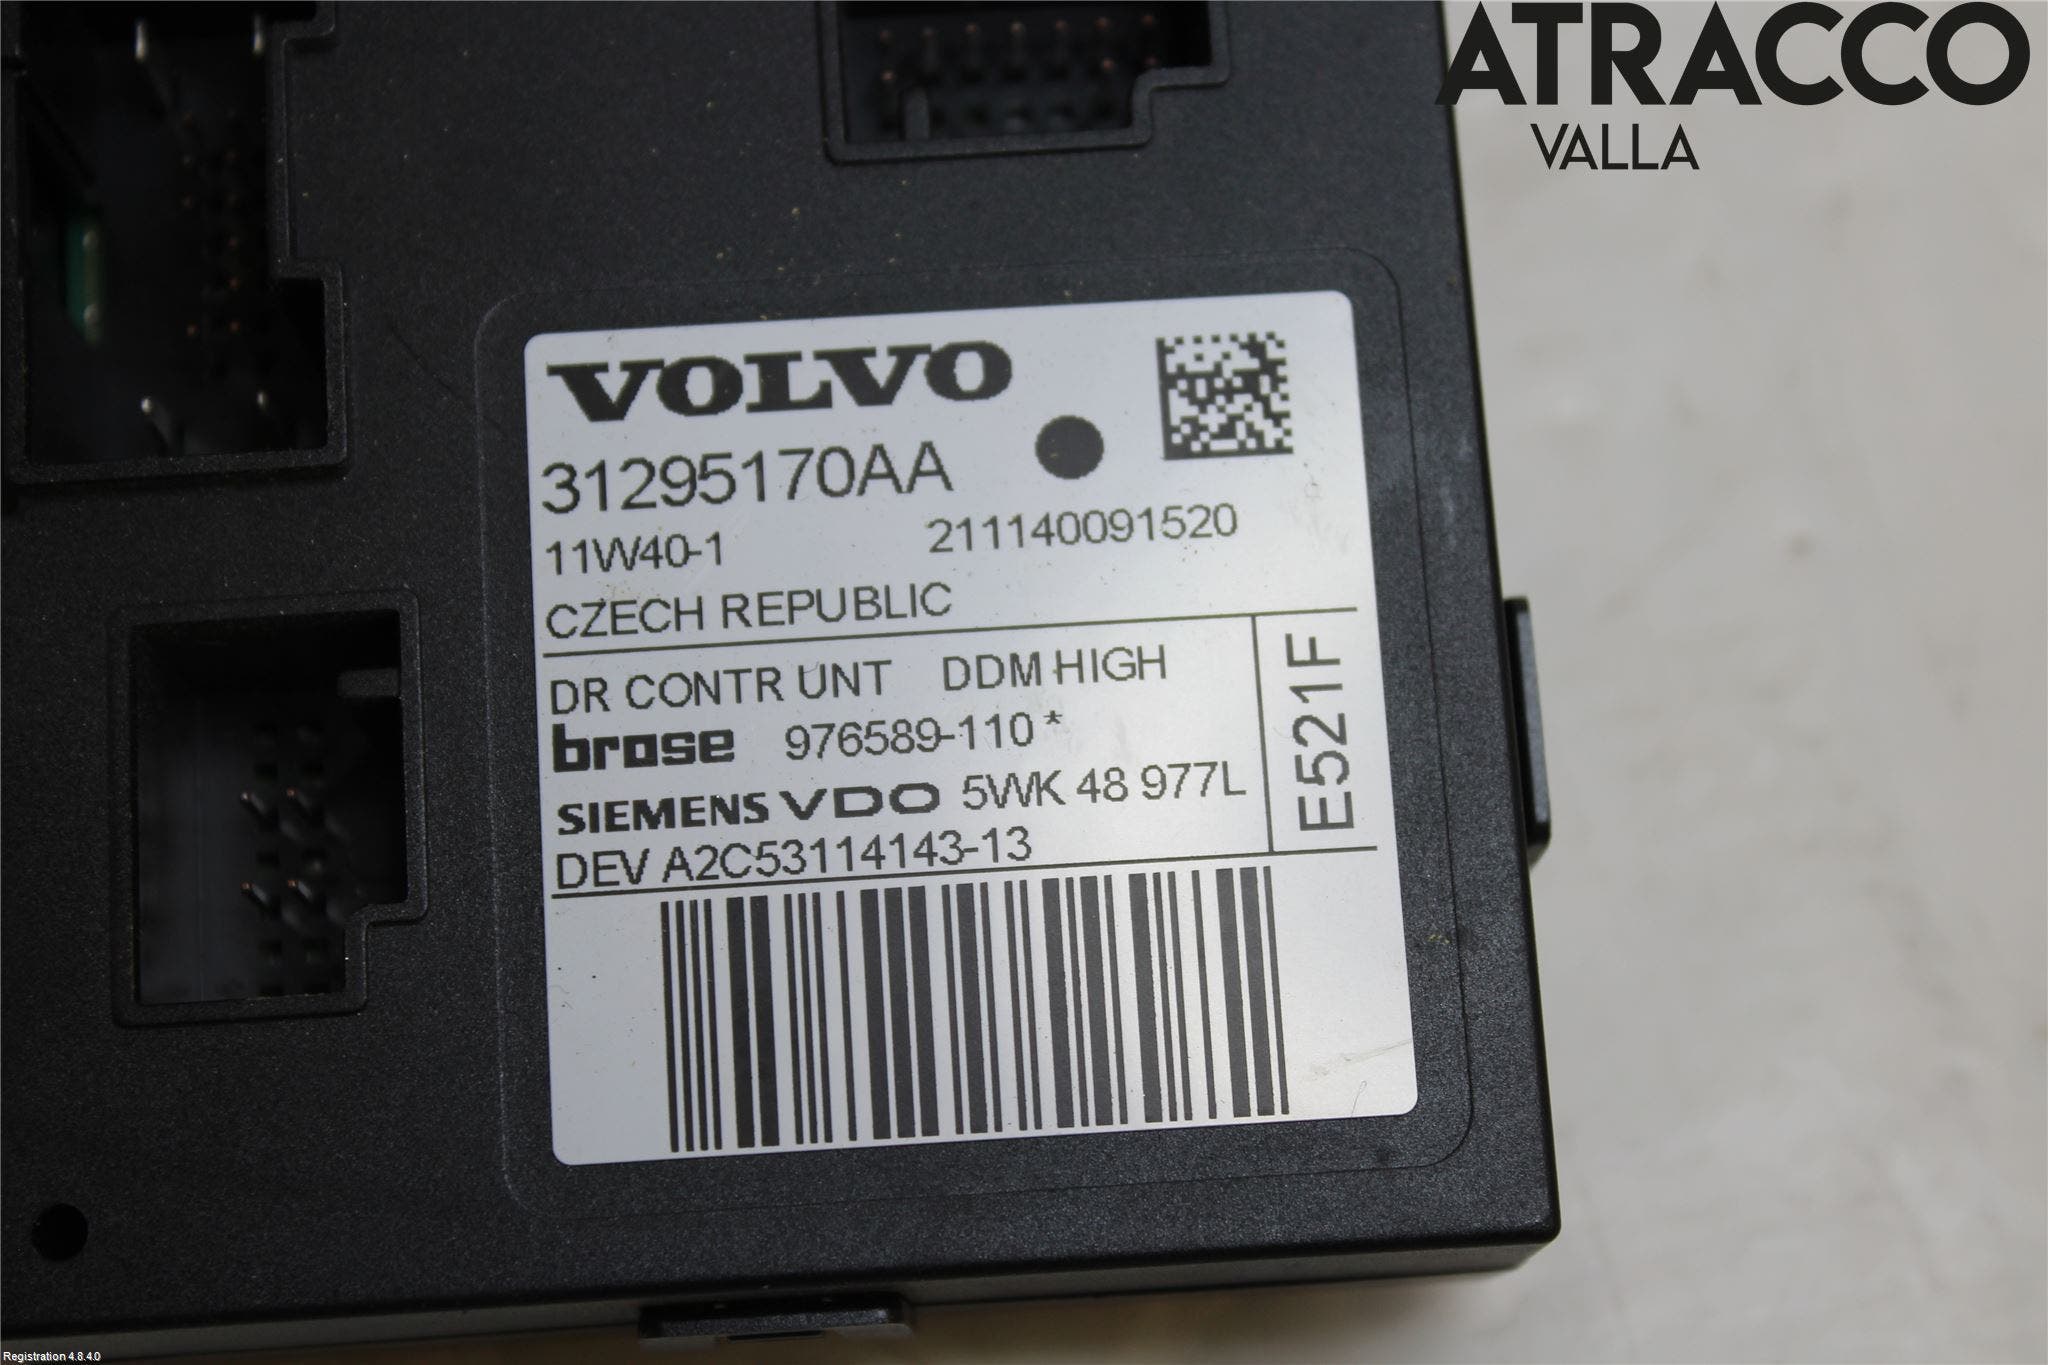 ATRACCO
VALLA
VOLVO
31295170AA
11W40-1 211140091520
CZECH REPUBLIC
DR CONTR UNT DDM HIGH
brose 976589-110*
SIEMENS VDO 5WK 48 977L
DEV A2C53114143-13
E521F
Registration 4.8.4.0